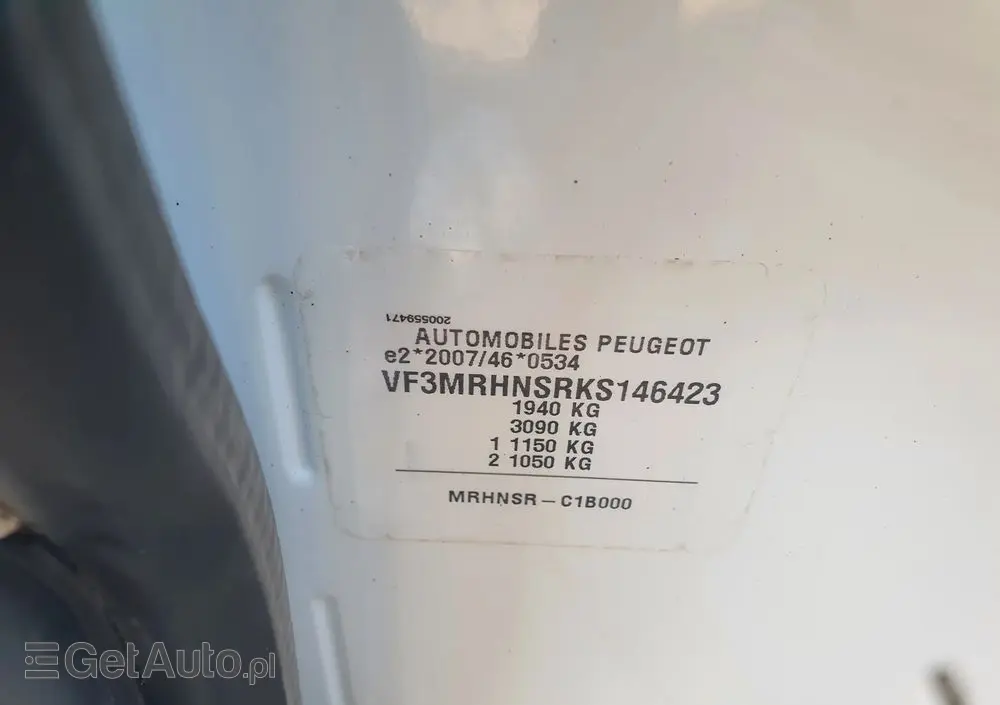 200559471
AUTOMOBILES PEUGEOT
e2*2007/46*0534
VF3MRHNSRKS146423
1940 KG
3090 KG
1 1150 KG
2 1050 KG
MRHNSR – C1B000
GetAuto.pl